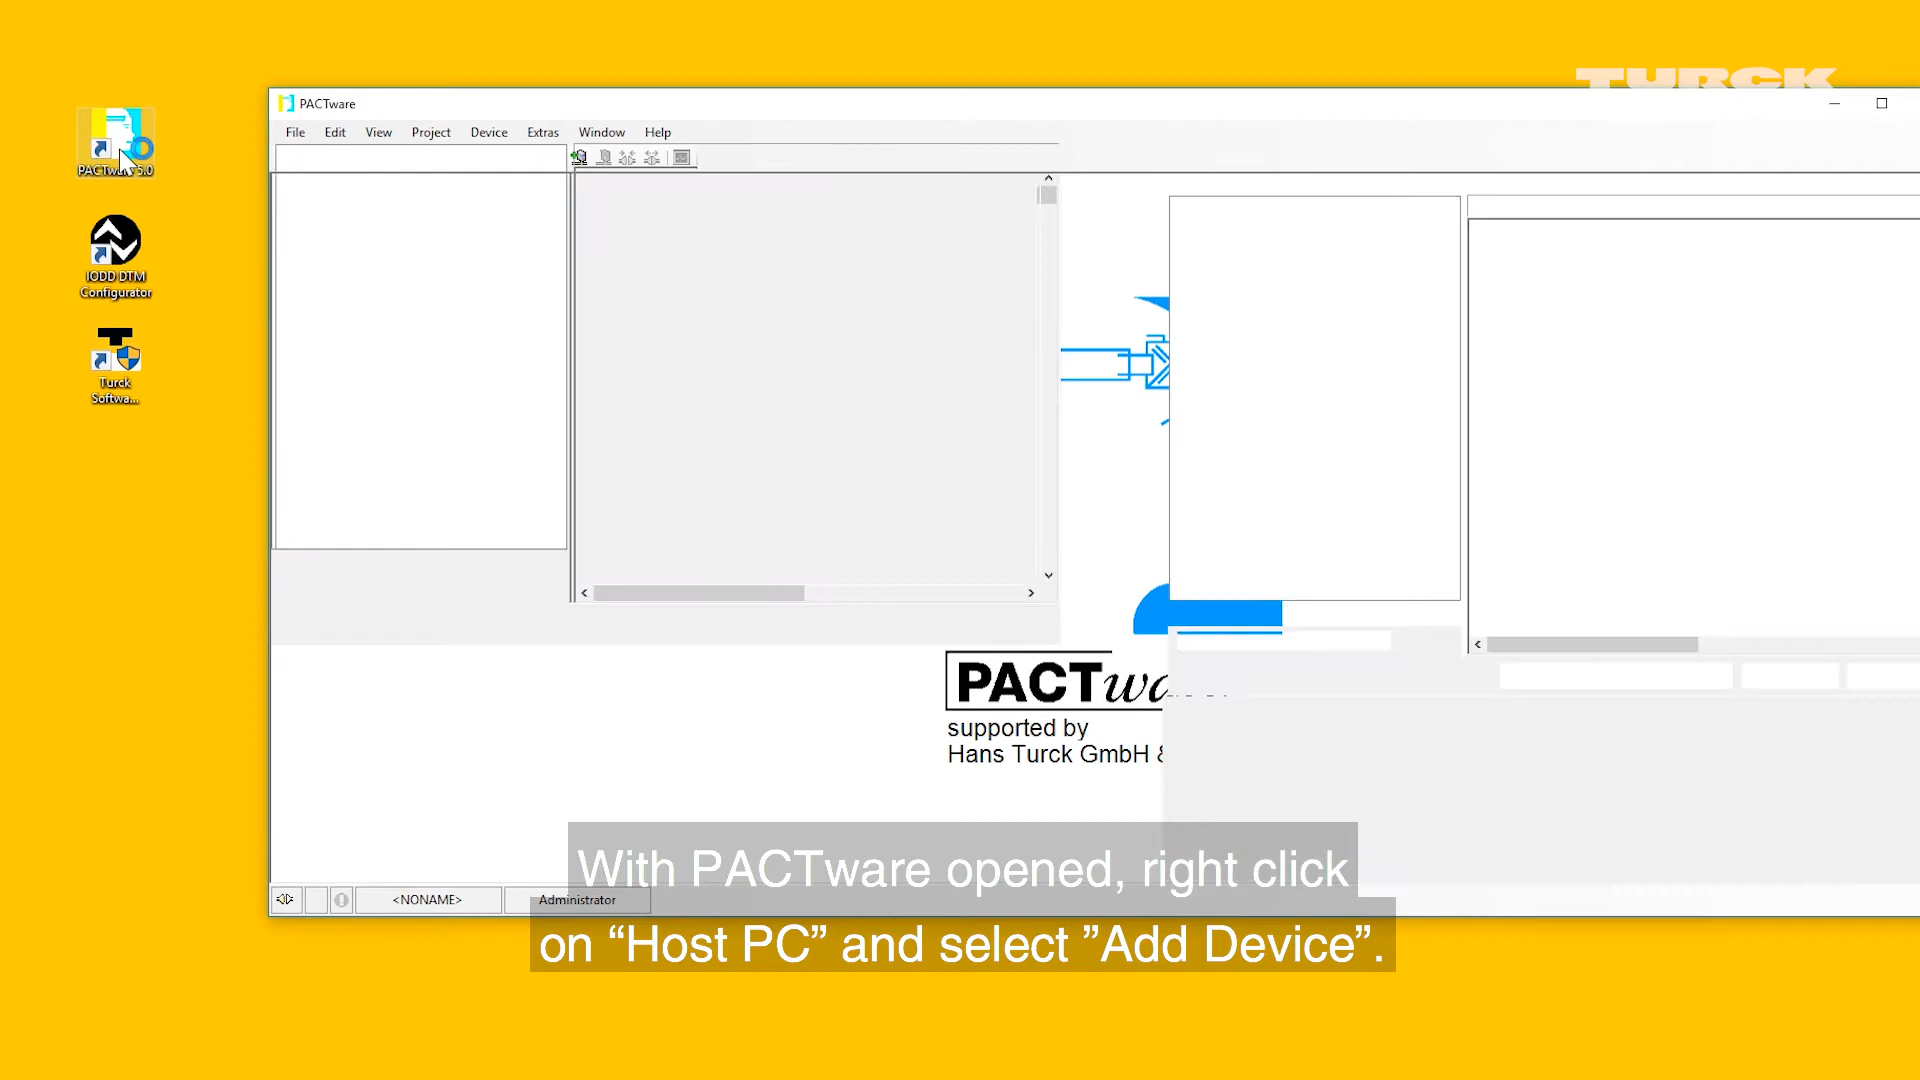 TURCK
PACTware
File Edit View Project Device Extras Window Help
PACTware 5.0
IODD DTM
Configurator
Turck
Softwa...
PACTwa
supported by
Hans Turck GmbH &
<NONAME> Administrator
With PACTware opened, right click
on “Host PC” and select ”Add Device”.